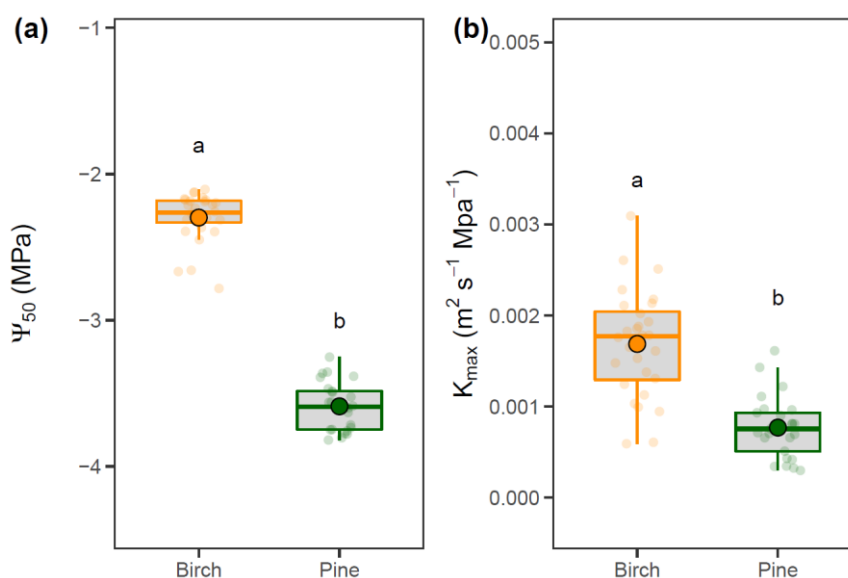 (a)
Ψ50 (MPa)
−1
−2
−3
−4
a
b
Birch
Pine
(b)
Kmax (m² s⁻¹ Mpa⁻¹)
0.005
0.004
0.003
0.002
0.001
0.000
a
b
Birch
Pine